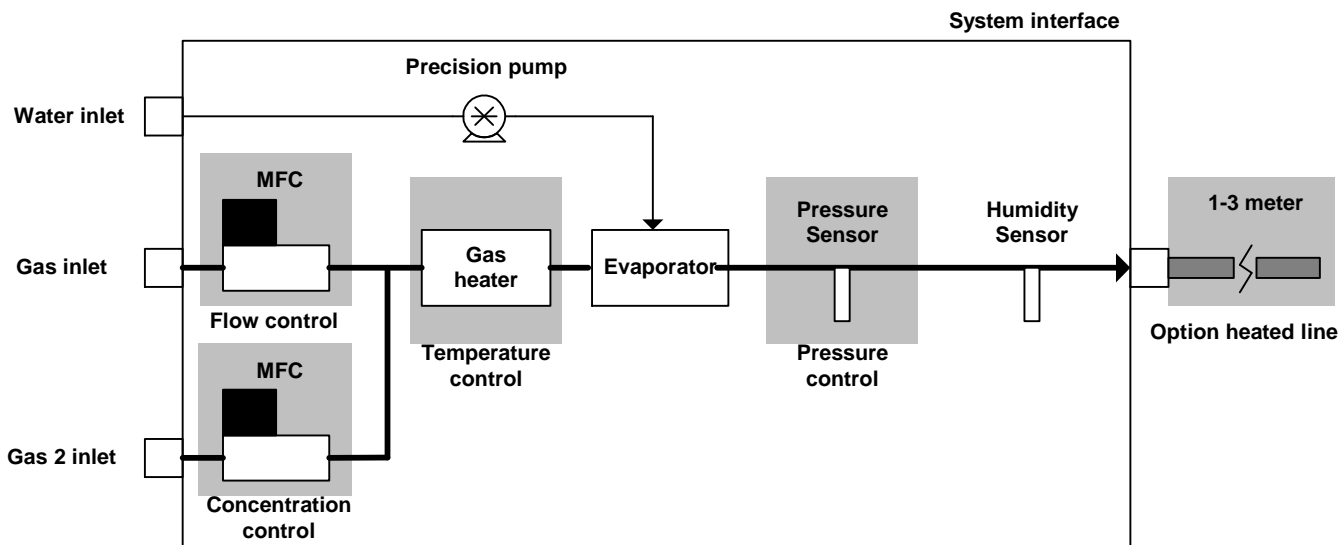 System interface
Precision pump
Water inlet
MFC
Pressure
Sensor
Humidity
Sensor
1-3 meter
Gas inlet
Gas
heater
Evaporator
Flow control
Temperature
control
Pressure
control
Option heated line
MFC
Gas 2 inlet
Concentration
control